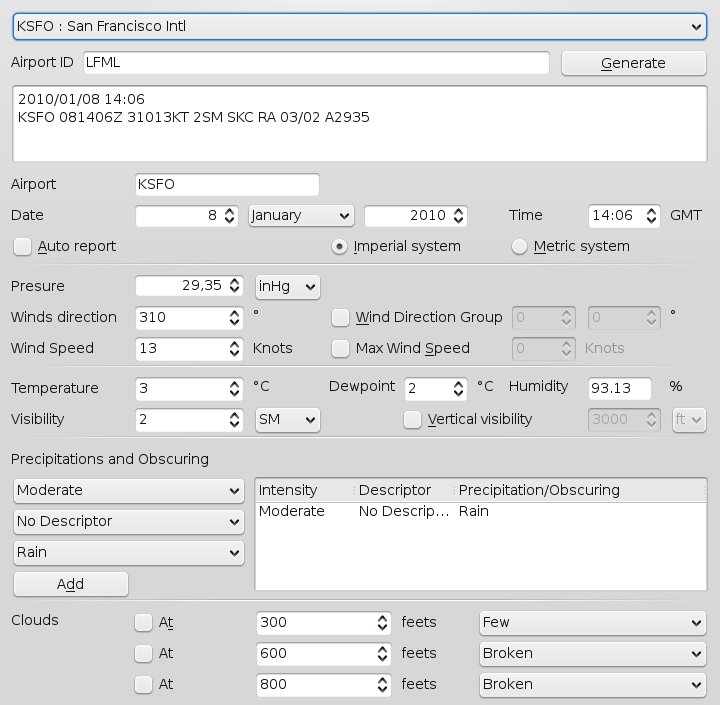 KSFO : San Francisco Intl
Airport ID LFML Generate
2010/01/08 14:06
KSFO 081406Z 31013KT 2SM SKC RA 03/02 A2935
Airport KSFO
Date 8 January 2010 Time 14:06 GMT
Auto report Imperial system Metric system
Presure 29,35 inHg
Winds direction 310 ° Wind Direction Group 0 0 °
Wind Speed 13 Knots Max Wind Speed 0 Knots
Temperature 3 °C Dewpoint 2 °C Humidity 93.13 %
Visibility 2 SM Vertical visibility 3000 ft
Precipitations and Obscuring
Moderate
No Descriptor
Rain
Add
Intensity Descriptor Precipitation/Obscuring
Moderate No Descrip... Rain
Clouds At 300 feets Few
At 600 feets Broken
At 800 feets Broken